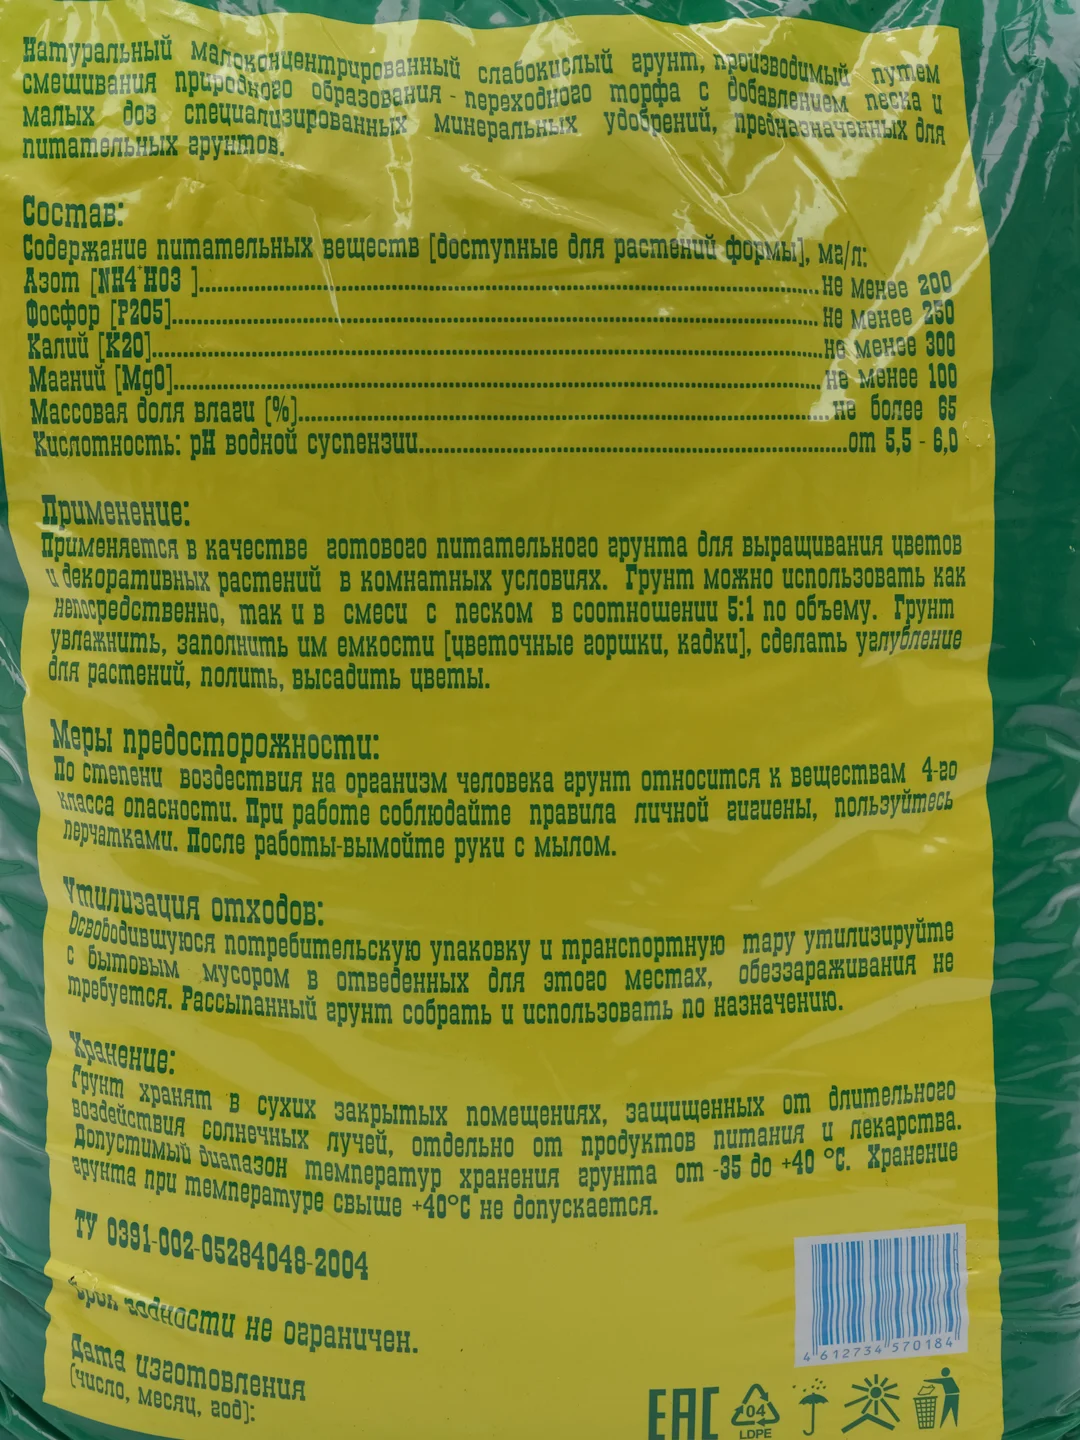 Натуральный малоконцентрированный слабокислый грунт, производимый путем
смешивания природного образования - переходного торфа с добавлением песка и
малых доз специализированных минеральных удобрений, предназначенных для
питательных грунтов.
Состав:
Содержание питательных веществ [доступные для растений формы], мг/л:
Азот [NH4+НО3 ]........................не менее 200
Фосфор [P2O5]........................не менее 250
Калий [K2O]........................не менее 300
Магний [MgO]........................не менее 100
Массовая доля влаги [%]........................не более 65
Кислотность: pH водной суспензии........................от 5,5 - 6,0
Применение:
Применяется в качестве готового питательного грунта для выращивания цветов
и декоративных растений в комнатных условиях. Грунт можно использовать как
непосредственно, так и в смеси с песком в соотношении 5:1 по объему. Грунт
увлажнить, заполнить им емкости [цветочные горшки, кадки], сделать углубление
для растений, полить, высадить цветы.
Меры предосторожности:
По степени воздествия на организм человека грунт относится к веществам 4-го
класса опасности. При работе соблюдайте правила личной гигиены, пользуйтесь
перчатками. После работы-вымойте руки с мылом.
Утилизация отходов:
Освободившуюся потребительскую упаковку и транспортную тару утилизируйте
с бытовым мусором в отведенных для этого местах, обеззараживания не
требуется. Рассыпанный грунт собрать и использовать по назначению.
Хранение:
Грунт хранят в сухих закрытых помещениях, защищенных от длительного
воздействия солнечных лучей, отдельно от продуктов питания и лекарства.
Допустимый диапазон температур хранения грунта от -35 до +40 °С. Хранение
грунта при температуре свыше +40°С не допускается.
ТУ 0391-002-05284048-2004
Срок годности не ограничен.
Дата изготовления
[число, месяц, год]:
4 612734 570184
ЕАС
04
LDPE